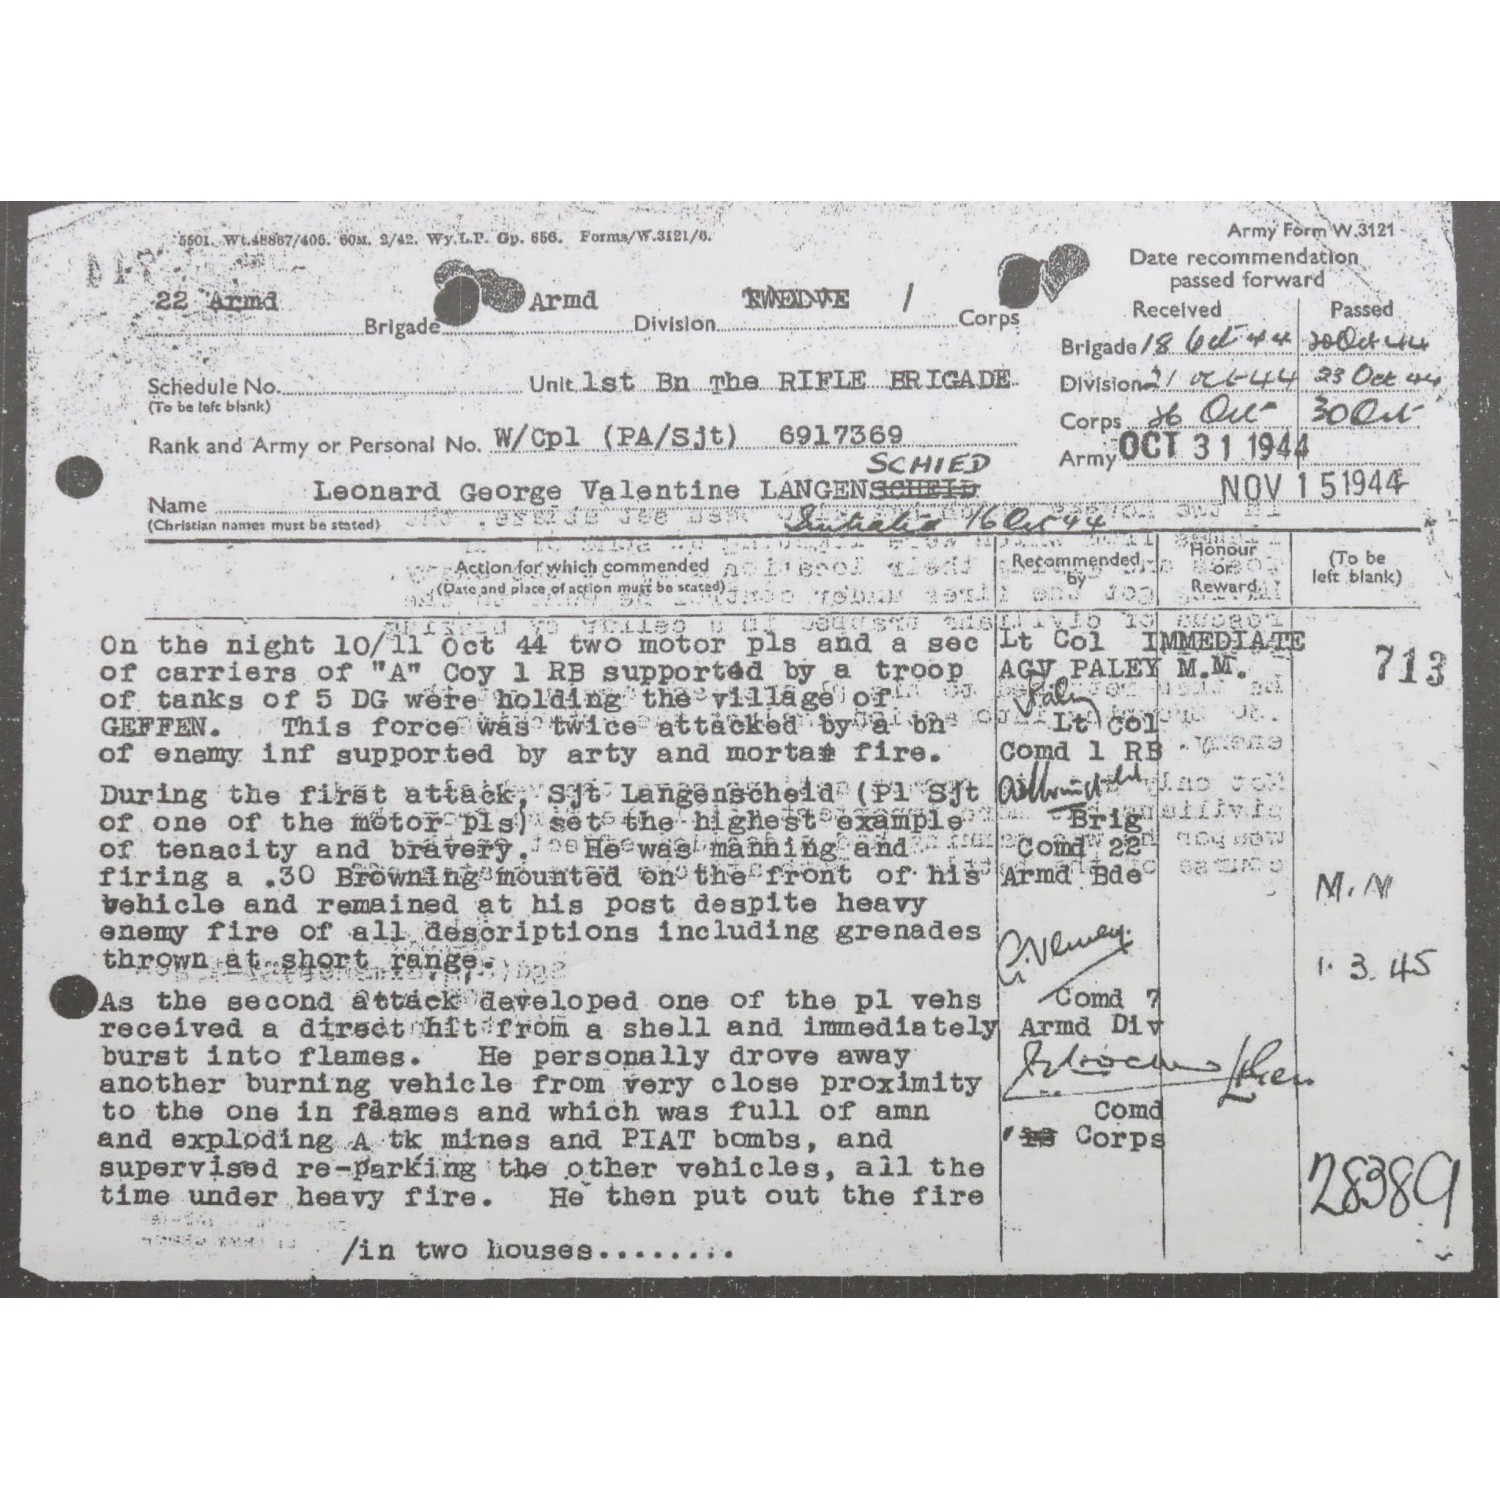 5501. Wt.48867/405. 60M. 2/42. Wy.L.P. Gp. 656. Forms/W.3121/6.
Army Form W.3121
Date recommendation
passed forward
Received Passed
22 Armd Brigade Armd Division TWELVE 1 Corps
Brigade 18 Oct 44 20 Oct 44
Schedule No. Unit 1st Bn The RIFLE BRIGADE
(To be left blank)
Division 21 Oct 44 23 Oct 44
Corps 26 Oct 30 Oct
Rank and Army or Personal No. W/Cpl (PA/Sjt) 6917369
Army OCT 31 1944
SCHIED
Name Leonard George Valentine LANGENSCHEID
NOV 15 1944
(Christian names must be stated)
16 Oct 44
Action for which commended
(Date and place of action must be stated)
Recommended
by
Honour
or
Reward
(To be
left blank)
On the night 10/11 Oct 44 two motor pls and a sec
of carriers of "A" Coy 1 RB supported by a troop
of tanks of 5 DG were holding the village of
GEFFEN. This force was twice attacked by a bn
of enemy inf supported by arty and mortar fire.
During the first attack, Sjt Langenscheid (Pl Sjt
of one of the motor pls) set the highest example
of tenacity and bravery. He was manning and
firing a .30 Browning mounted on the front of his
vehicle and remained at his post despite heavy
enemy fire of all descriptions including grenades
thrown at short range.
As the second attack developed one of the pl vehs
received a direct hit from a shell and immediately
burst into flames. He personally drove away
another burning vehicle from very close proximity
to the one in flames and which was full of amn
and exploding A tk mines and PIAT bombs, and
supervised re-parking the other vehicles, all the
time under heavy fire. He then put out the fire
/in two houses........
Lt Col
AGV PALEY
Paley
Lt Col
Comd 1 RB
Brig
Comd 22
Armd Bde
G. Verney.
Comd 7
Armd Div
Comd
1 Corps
IMMEDIATE
M.M.
713
M.M
1.3.45
28389